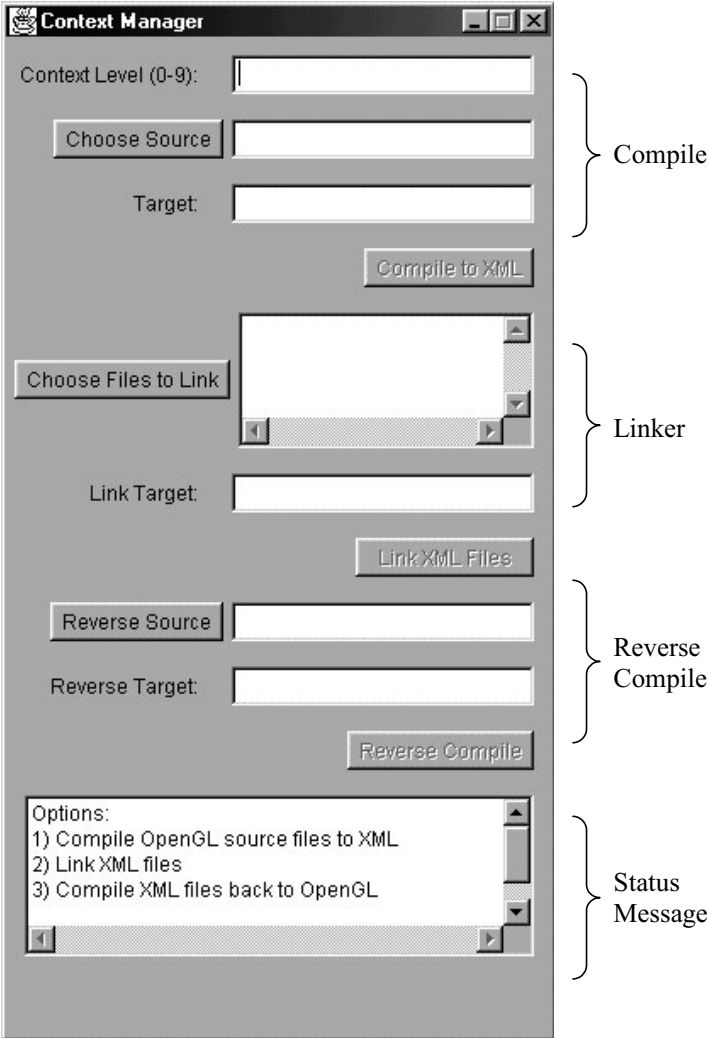 Context Manager
Context Level (0-9):
Choose Source
Target:
Compile to XML
Compile
Choose Files to Link
Link Target:
Link XML Files
Linker
Reverse Source
Reverse Target:
Reverse Compile
Reverse
Compile
Options:
1) Compile OpenGL source files to XML
2) Link XML files
3) Compile XML files back to OpenGL
Status
Message